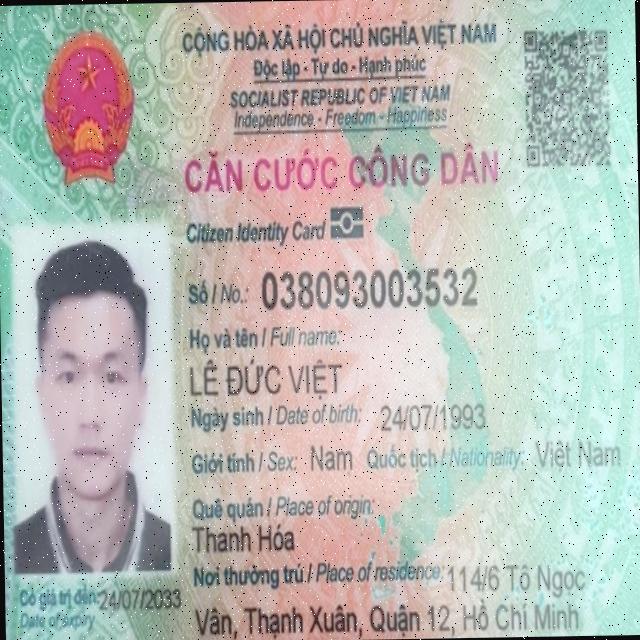 CỘNG HÒA XÃ HỘI CHỦ NGHĨA VIỆT NAM
Độc lập - Tự do - Hạnh phúc
SOCIALIST REPUBLIC OF VIET NAM
Independence - Freedom - Happiness
CĂN CƯỚC CÔNG DÂN
Citizen Identity Card
Số / No.: 038093003532
Họ và tên / Full name:
LÊ ĐỨC VIỆT
Ngày sinh / Date of birth: 24/07/1993
Giới tính / Sex: Nam Quốc tịch / Nationality: Việt Nam
Quê quán / Place of origin:
Thanh Hóa
Nơi thường trú / Place of residence: 114/6 Tô Ngọc
Vân, Thạnh Xuân, Quận 12, Hồ Chí Minh
Có giá trị đến: 24/07/2033
Date of expiry